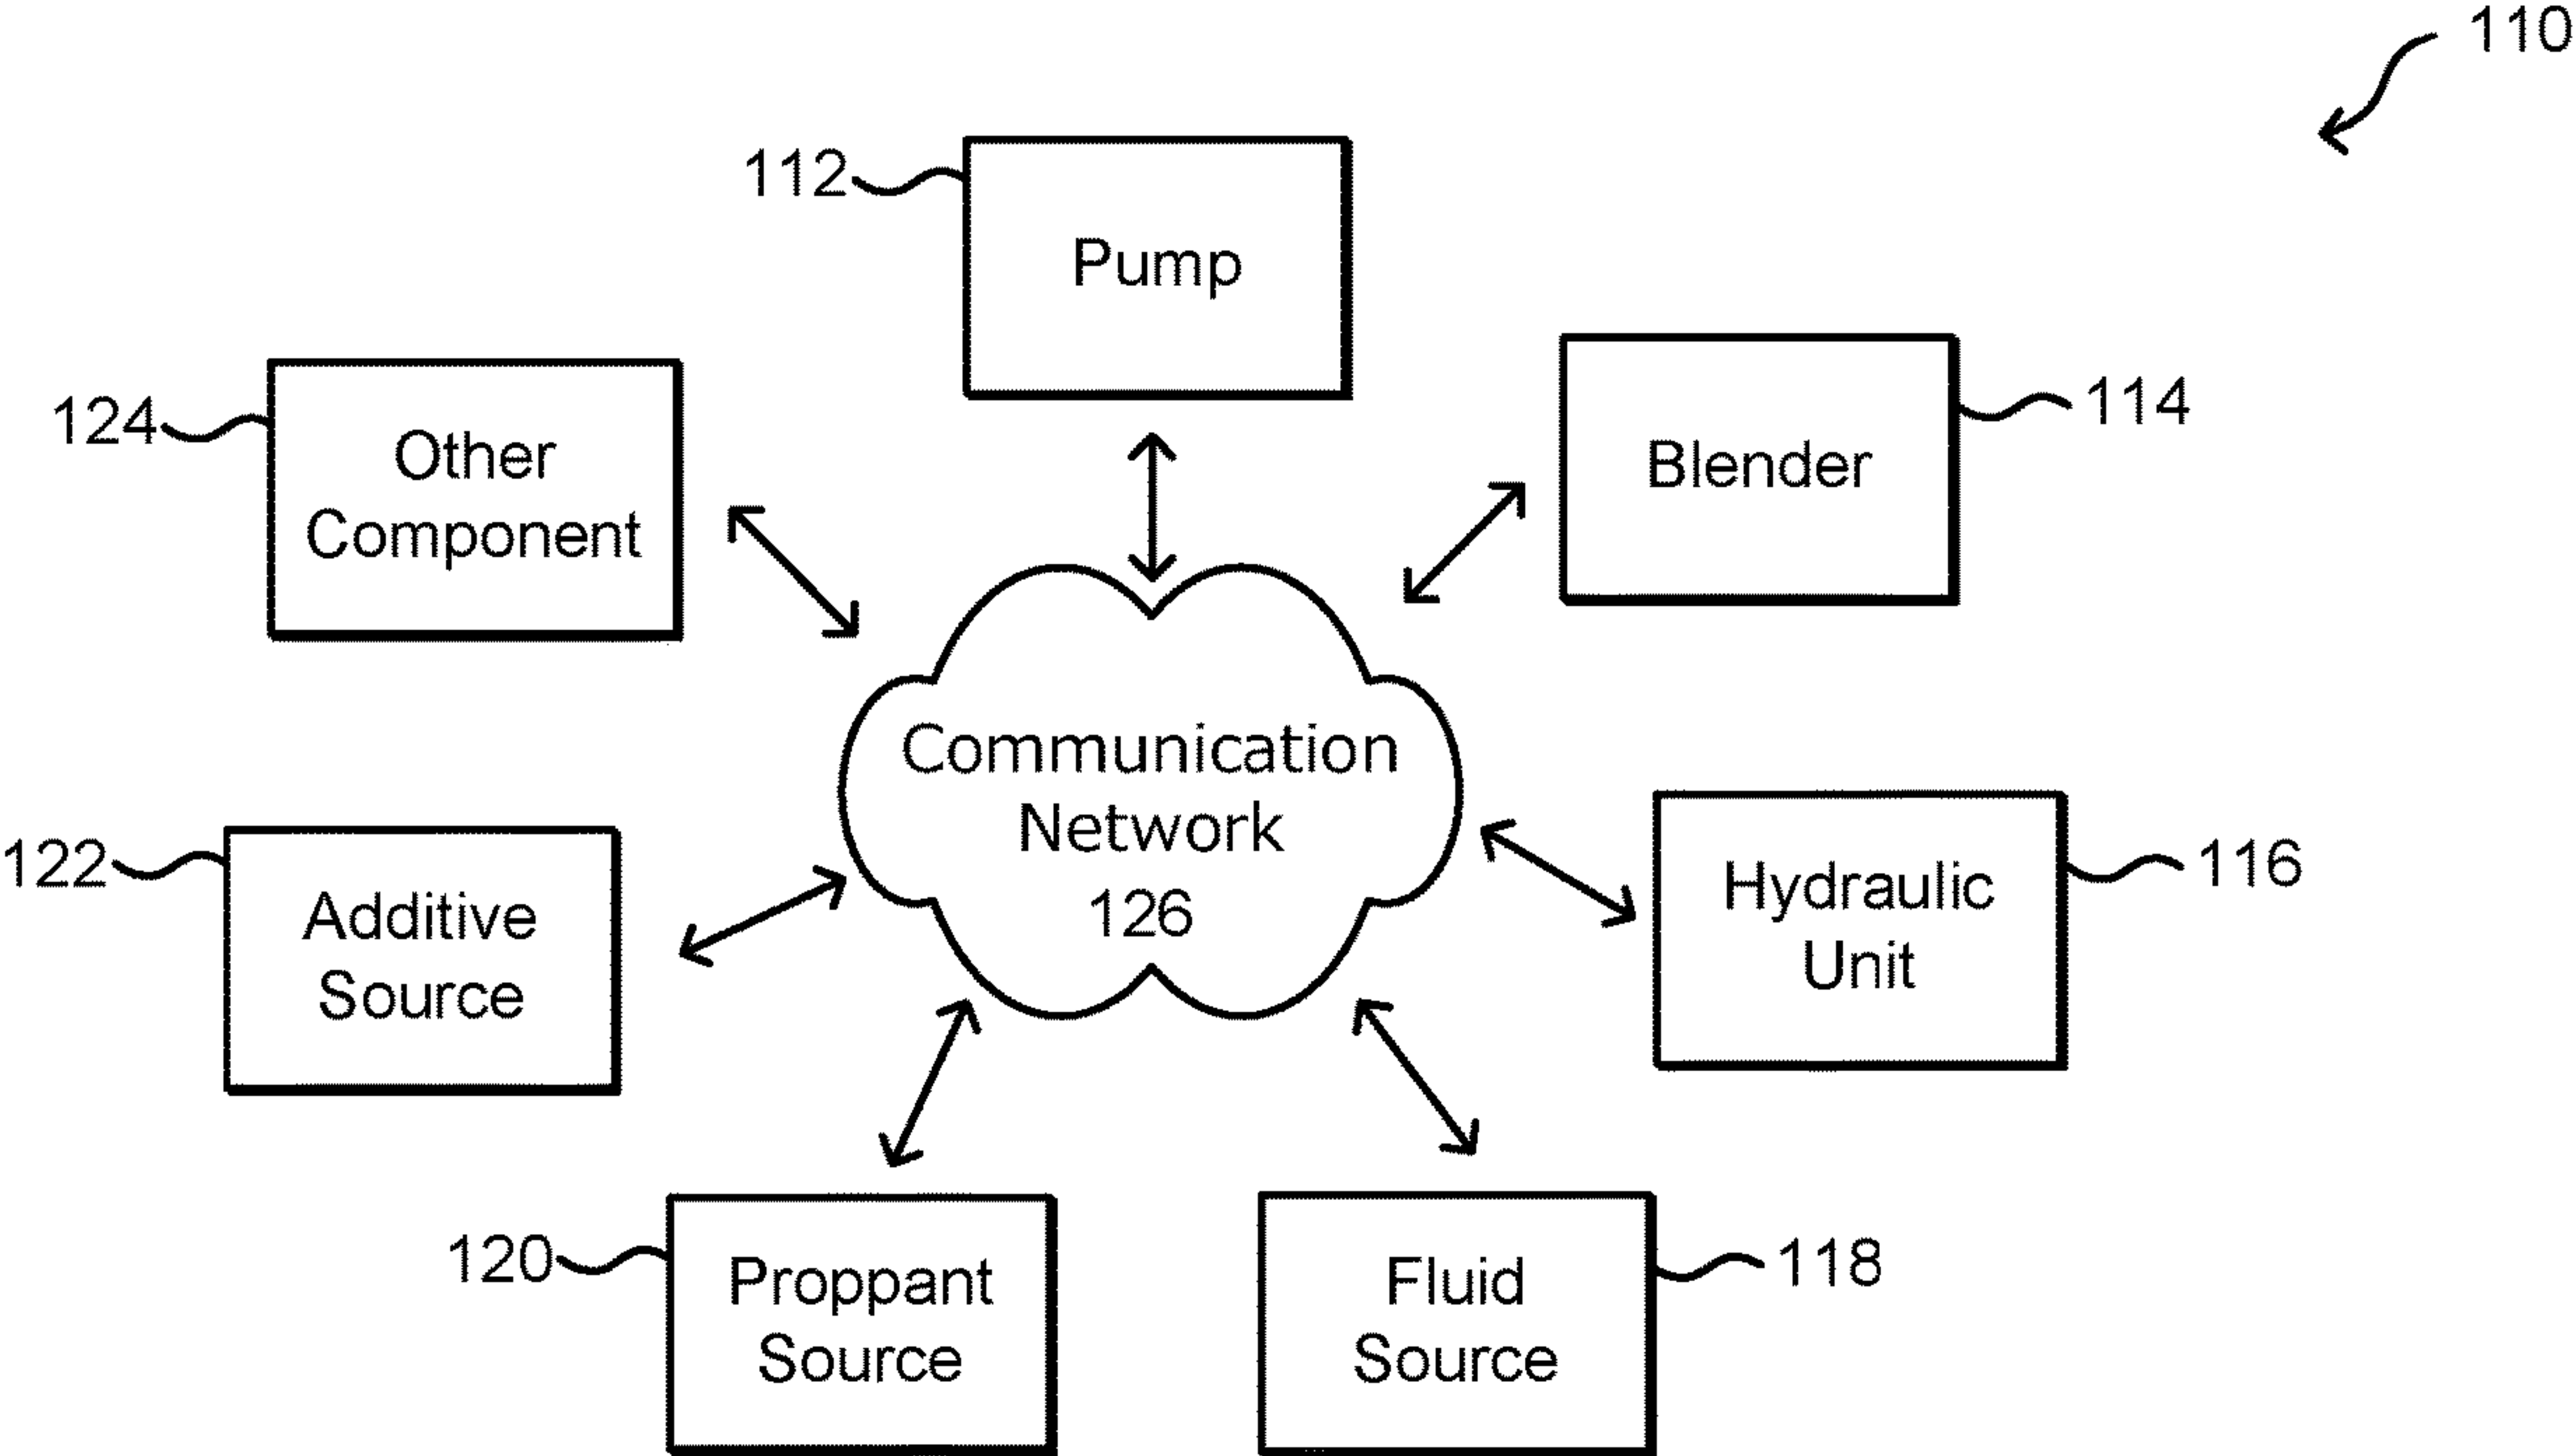 110
112
Pump
124
Other
Component
Blender
114
Communication
Network
126
122
Additive
Source
Hydraulic
Unit
116
120
Proppant
Source
Fluid
Source
118